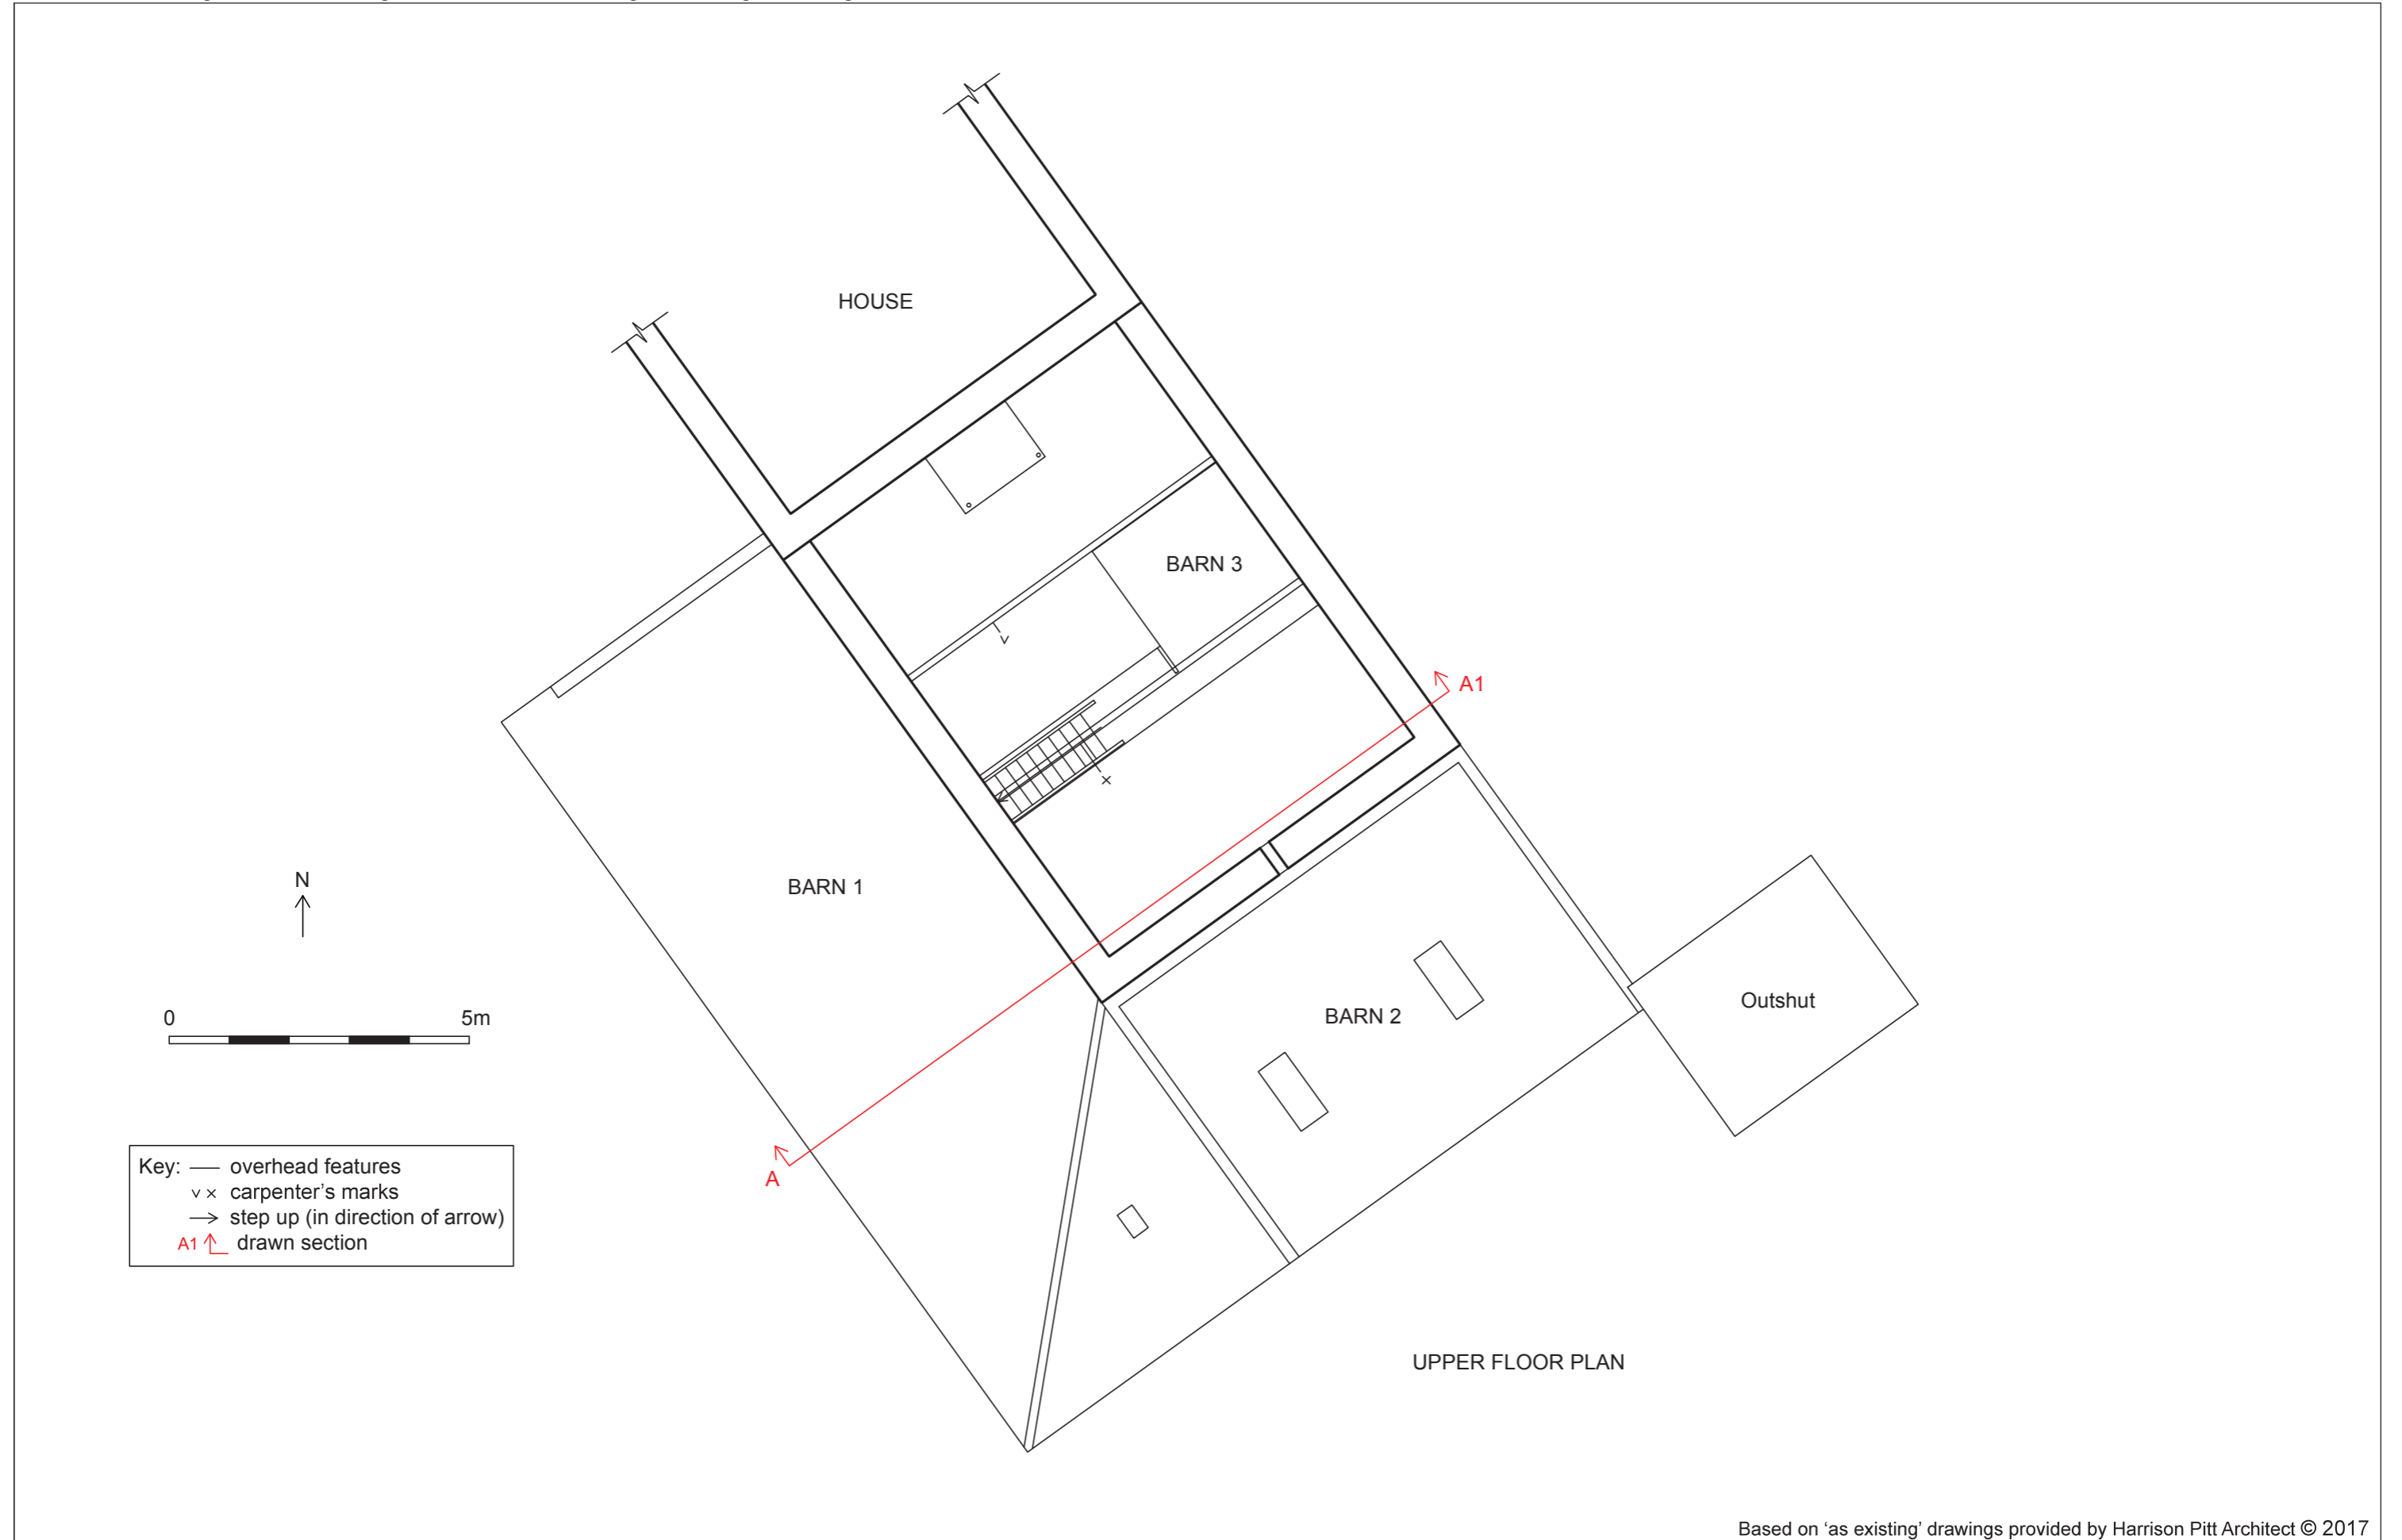 HOUSE
BARN 3
A1
BARN 1
N
0 5m
BARN 2
Outshut
A
Key: overhead features
v x carpenter’s marks
step up (in direction of arrow)
A1 drawn section
v
x
UPPER FLOOR PLAN
Based on ‘as existing’ drawings provided by Harrison Pitt Architect © 2017